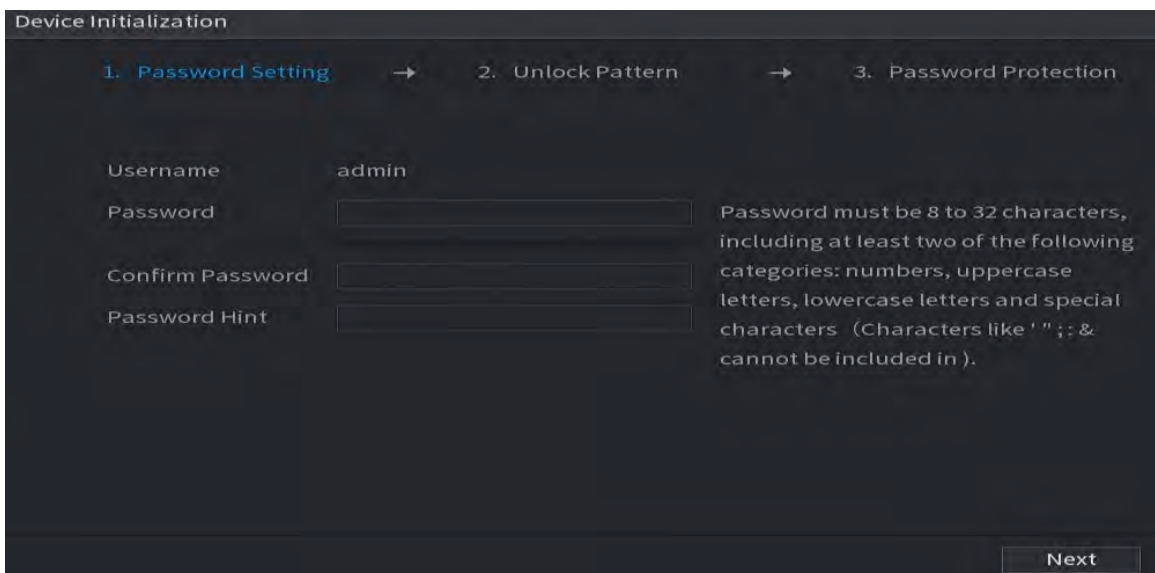 Device Initialization
1. Password Setting → 2. Unlock Pattern → 3. Password Protection
Username admin
Password
Password must be 8 to 32 characters,
including at least two of the following
categories: numbers, uppercase
letters, lowercase letters and special
characters (Characters like ' " ; : &
cannot be included in ).
Confirm Password
Password Hint
Next